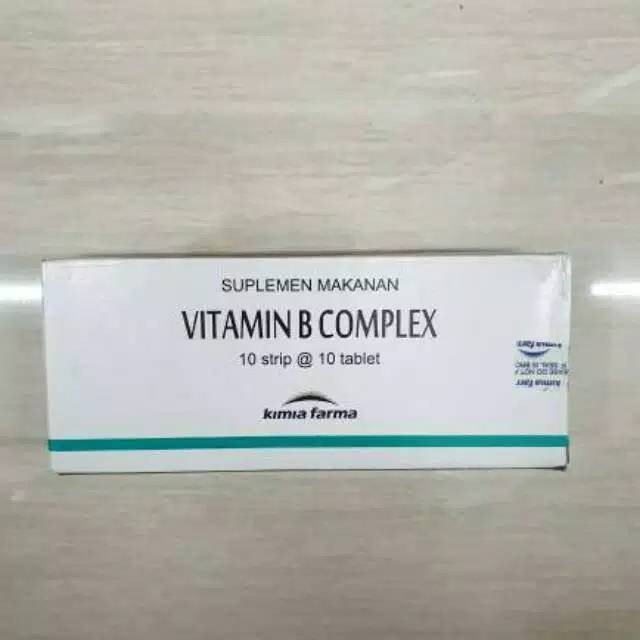 SUPLEMEN MAKANAN
VITAMIN B COMPLEX
10 strip @ 10 tablet
kimia farma